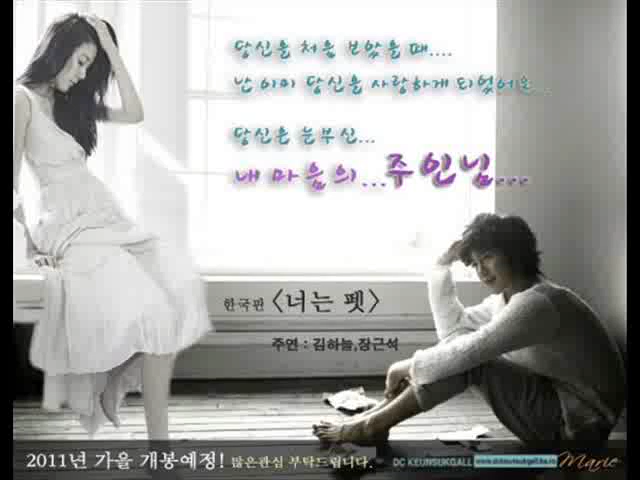 당신을 처음 보았을 때....
난 이미 당신을 사랑하게 되었어요...
당신은 눈부신...
내 마음의...주인님...
한국판 <너는 펫>
주연 : 김하늘,장근석
2011년 가을 개봉예정! 많은관심 부탁드립니다.
DC KEUNSUKGALL
Marie